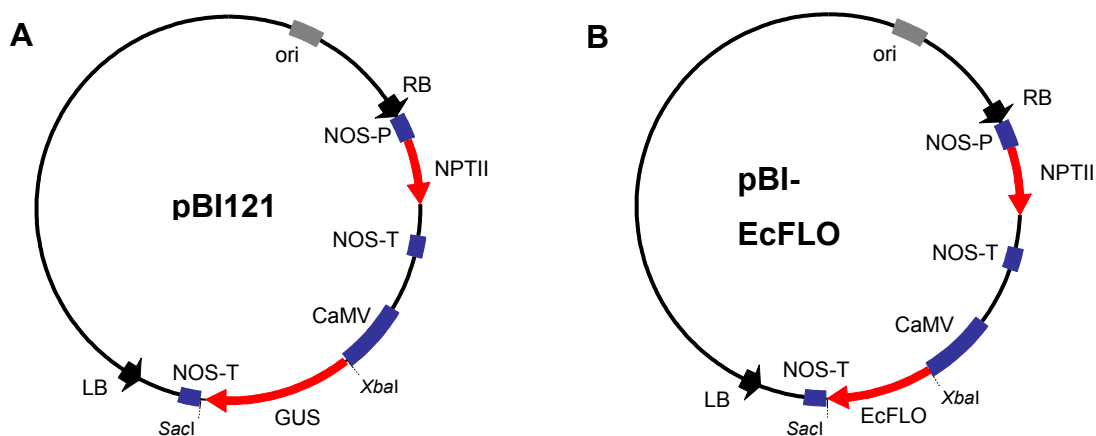 A
ori
RB
NOS-P
NPTII
pBI121
NOS-T
CaMV
XbaI
GUS
SacI
NOS-T
LB
B
ori
RB
NOS-P
NPTII
pBI-
EcFLO
NOS-T
CaMV
XbaI
EcFLO
SacI
NOS-T
LB